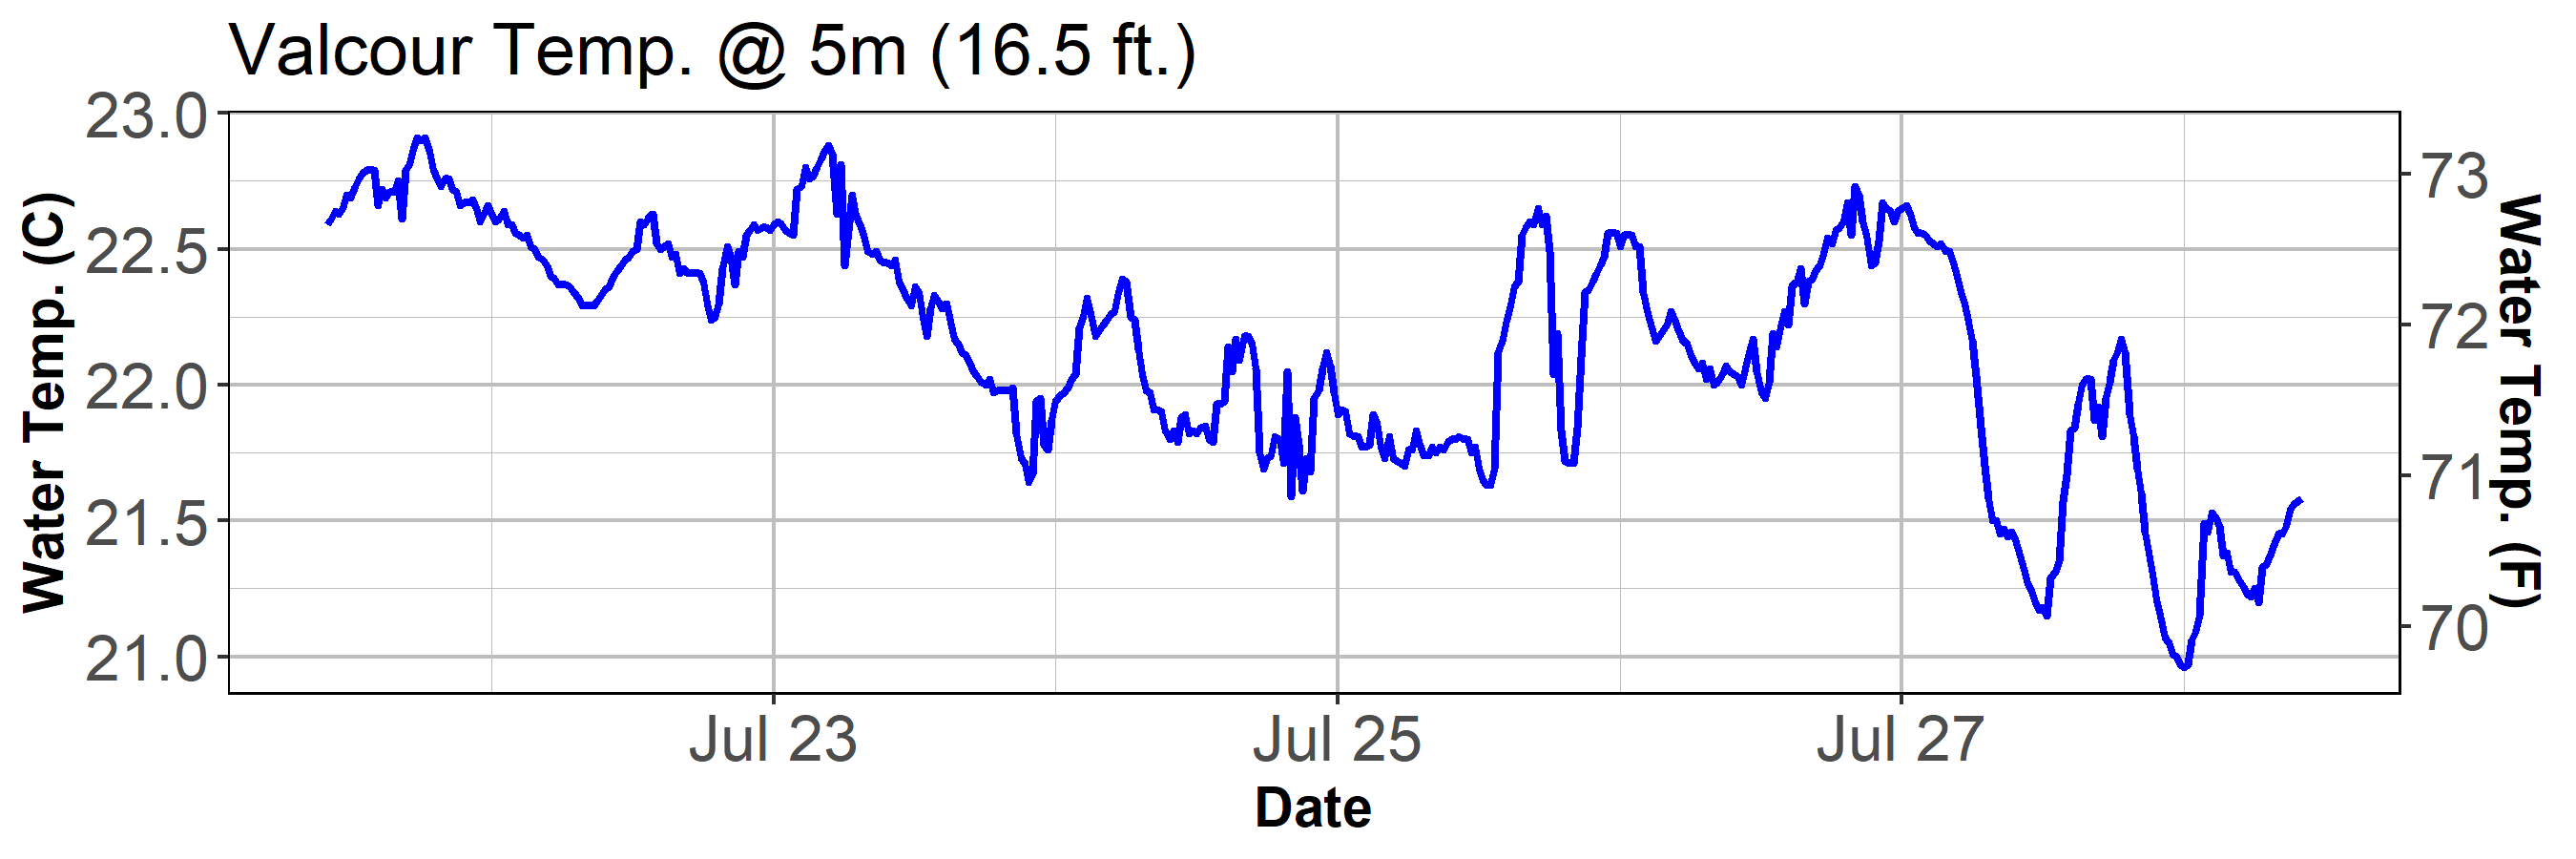 Valcour Temp. @ 5m (16.5 ft.)
Water Temp. (C)
23.0
22.5
22.0
21.5
21.0
73
72
71
70
Water Temp. (F)
Jul 23 Jul 25 Jul 27
Date